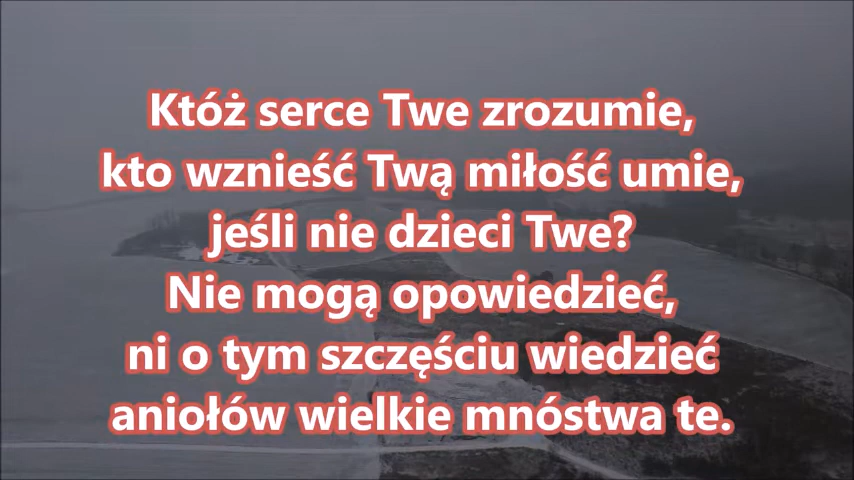 Któż serce Twe zrozumie,
kto wznieść Twą miłość umie,
jeśli nie dzieci Twe?
Nie mogą opowiedzieć,
ni o tym szczęściu wiedzieć
aniołów wielkie mnóstwa te.